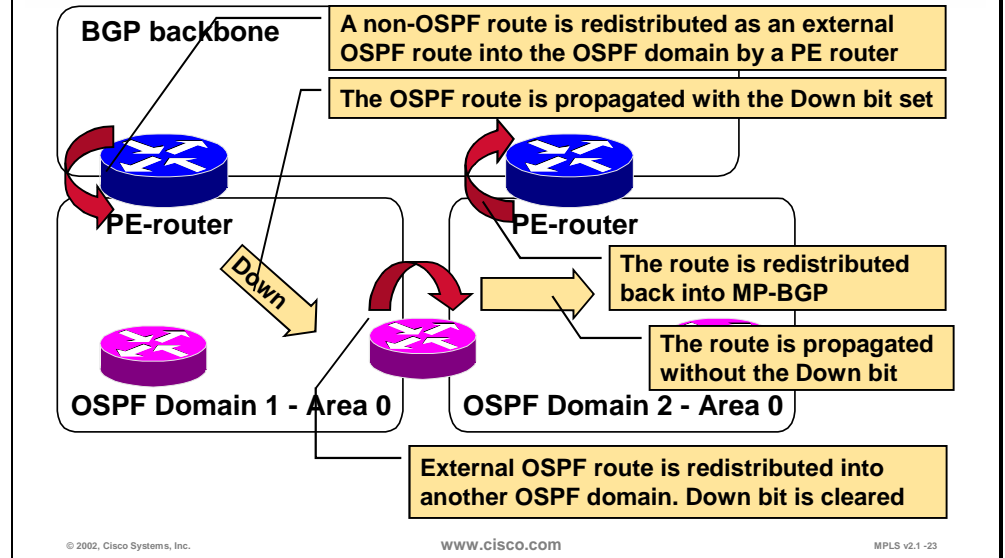 BGP backbone
A non-OSPF route is redistributed as an external
OSPF route into the OSPF domain by a PE router
The OSPF route is propagated with the Down bit set
PE-router
PE-router
Down
The route is redistributed
back into MP-BGP
The route is propagated
without the Down bit
OSPF Domain 1 - Area 0
OSPF Domain 2 - Area 0
External OSPF route is redistributed into
another OSPF domain. Down bit is cleared
© 2002, Cisco Systems, Inc.
www.cisco.com
MPLS v2.1 -23